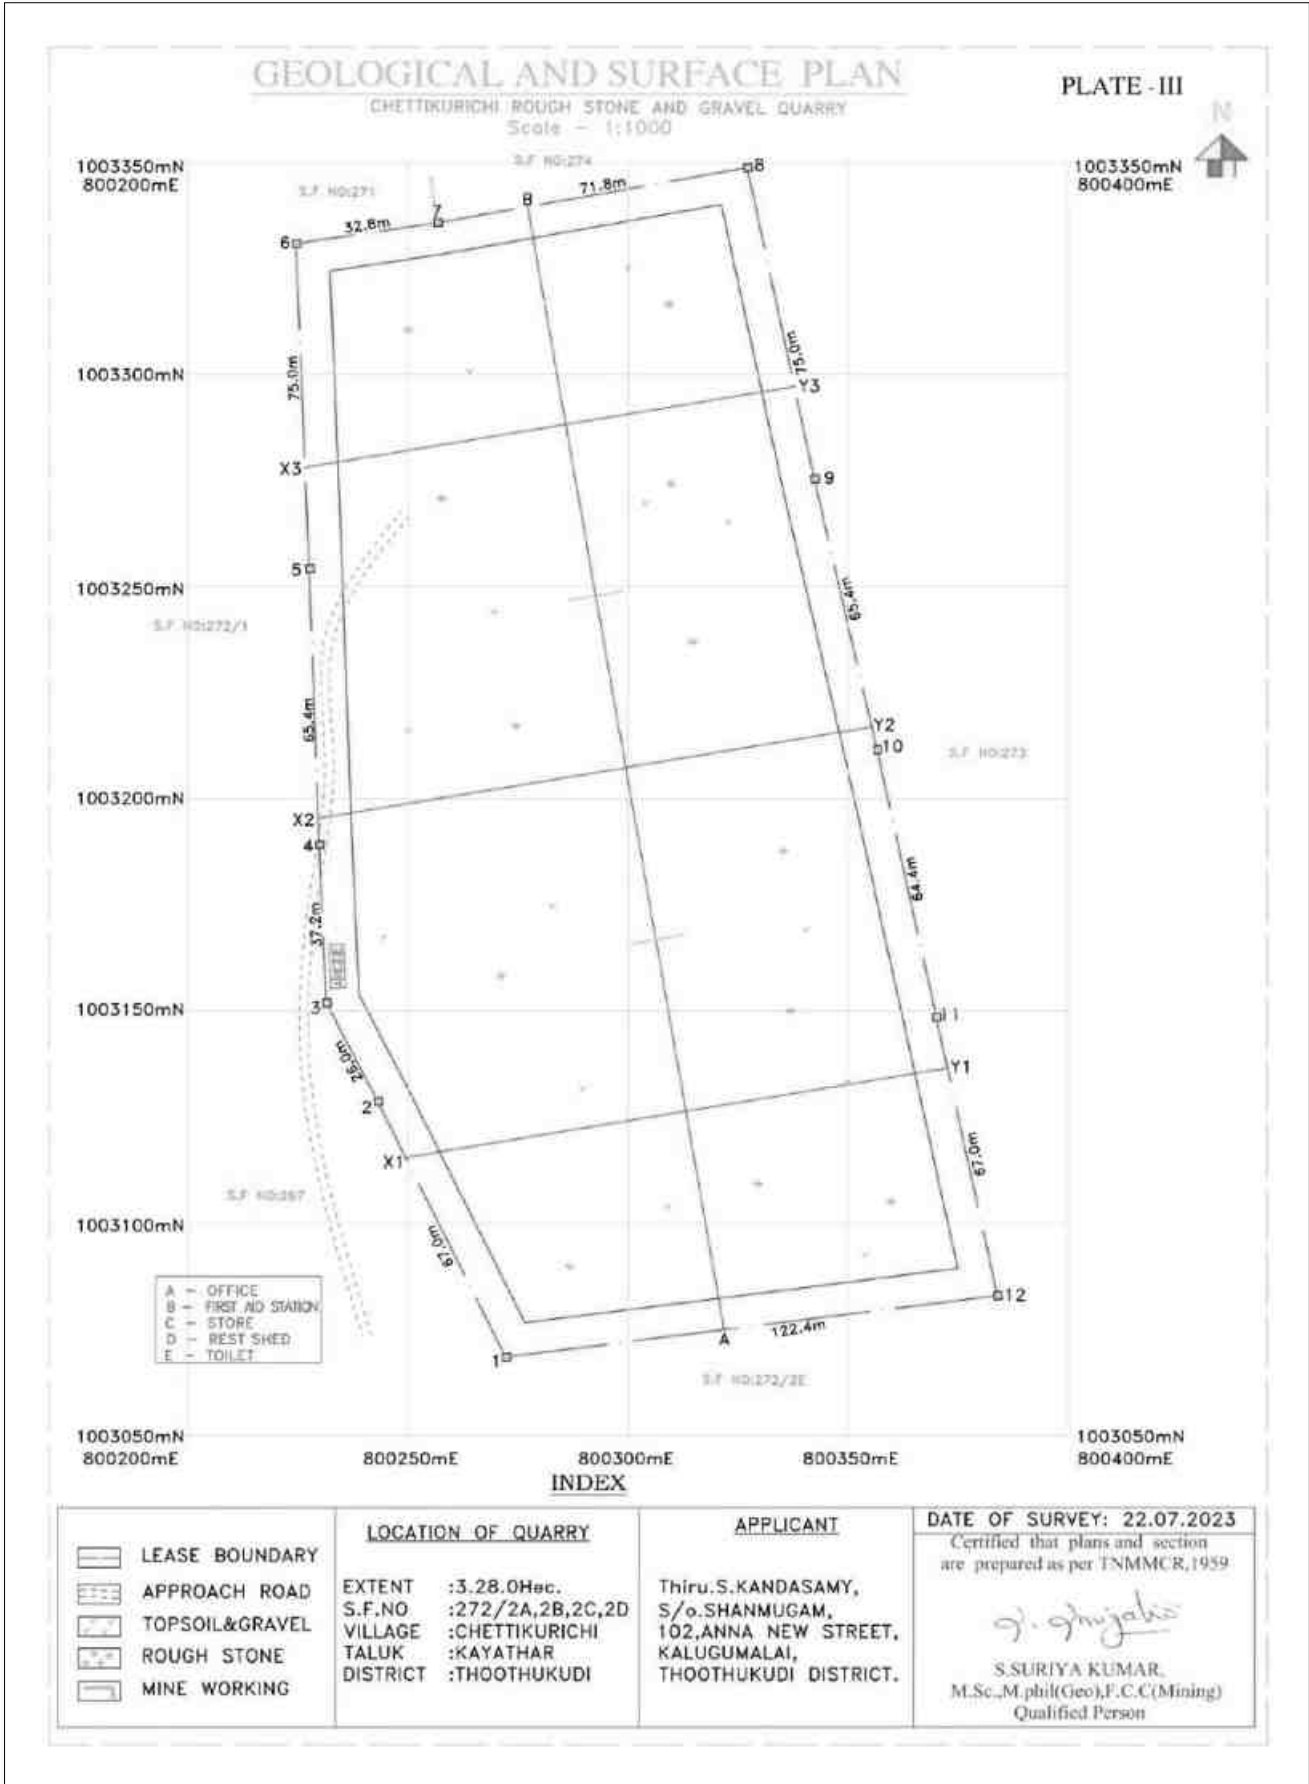 GEOLOGICAL AND SURFACE PLAN
PLATE - III
CHETTIKURICHI ROUGH STONE AND GRAVEL QUARRY
Scale - 1:1000
N
1003350mN
800200mE
S.F NO:274
1003350mN
800400mE
S.F NO:271
71.8m
8
B
7
32.8m
6
75.0m
75.0m
1003300mN
Y3
X3
9
5
1003250mN
65.4m
S.F NO:272/1
65.4m
Y2
10
S.F NO:273
1003200mN
X2
4
64.4m
37.2m
3
1003150mN
11
26.0m
Y1
2
X1
67.0m
S.F NO:267
1003100mN
67.0m
A - OFFICE
B - FIRST AID STATION
C - STORE
D - REST SHED
E - TOILET
12
122.4m
A
1
S.F NO:272/2E
1003050mN
800200mE
800250mE
800300mE
800350mE
1003050mN
800400mE
INDEX
LEASE BOUNDARY
APPROACH ROAD
TOPSOIL&GRAVEL
ROUGH STONE
MINE WORKING
LOCATION OF QUARRY
EXTENT :3.28.0Hec.
S.F.NO :272/2A,2B,2C,2D
VILLAGE :CHETTIKURICHI
TALUK :KAYATHAR
DISTRICT :THOOTHUKUDI
APPLICANT
Thiru.S.KANDASAMY,
S/o.SHANMUGAM,
102,ANNA NEW STREET,
KALUGUMALAI,
THOOTHUKUDI DISTRICT.
DATE OF SURVEY: 22.07.2023
Certified that plans and section
are prepared as per TNMMCR,1959
S.SURIYA KUMAR,
M.Sc.,M.phil(Geo),F.C.C(Mining)
Qualified Person